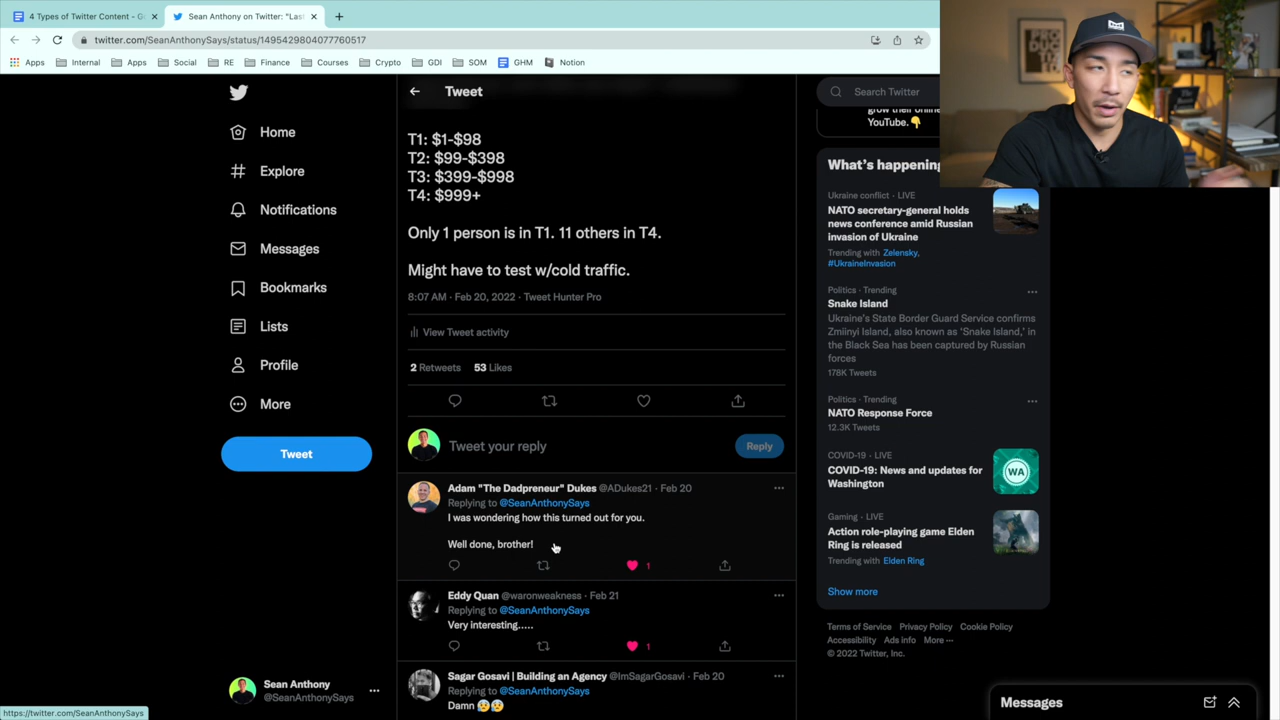 4 Types of Twitter Content - G
Sean Anthony on Twitter: "Last
twitter.com/SeanAnthonySays/status/1495429804077760517
Apps
Internal
Apps
Social
RE
Finance
Courses
Crypto
GDI
SOM
GHM
Notion
Home
Explore
Notifications
Messages
Bookmarks
Lists
Profile
More
Tweet
Sean Anthony
@SeanAnthonySays
https://twitter.com/SeanAnthonySays
Tweet
T1: $1-$98
T2: $99-$398
T3: $399-$998
T4: $999+
Only 1 person is in T1. 11 others in T4.
Might have to test w/cold traffic.
8:07 AM · Feb 20, 2022 · Tweet Hunter Pro
View Tweet activity
2 Retweets 53 Likes
Tweet your reply
Reply
Adam "The Dadpreneur" Dukes @ADukes21 · Feb 20
Replying to @SeanAnthonySays
I was wondering how this turned out for you.
Well done, brother!
1
Eddy Quan @waronweakness · Feb 21
Replying to @SeanAnthonySays
Very interesting.....
1
Sagar Gosavi | Building an Agency @ImSagarGosavi · Feb 20
Replying to @SeanAnthonySays
Damn 😰😰
Search Twitter
grow their online
YouTube.👇
What's happening
Ukraine conflict · LIVE
NATO secretary-general holds
news conference amid Russian
invasion of Ukraine
Trending with Zelensky,
#UkraineInvasion
Politics · Trending
Snake Island
Ukraine's State Border Guard Service confirms
Zmiinyi Island, also known as 'Snake Island,' in
the Black Sea has been captured by Russian
forces
178K Tweets
Politics · Trending
NATO Response Force
12.3K Tweets
COVID-19 · LIVE
COVID-19: News and updates for
Washington
WA
Gaming · LIVE
Action role-playing game Elden
Ring is released
Trending with Elden Ring
Show more
Terms of Service Privacy Policy Cookie Policy
Accessibility Ads info More ···
© 2022 Twitter, Inc.
Messages